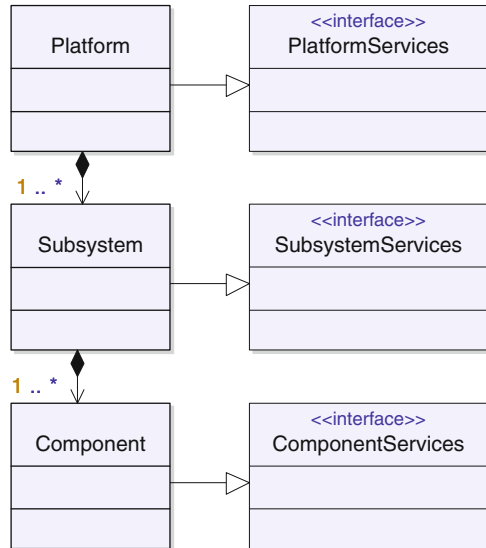 Platform
<<interface>>
PlatformServices
1 .. *
Subsystem
<<interface>>
SubsystemServices
1 .. *
Component
<<interface>>
ComponentServices